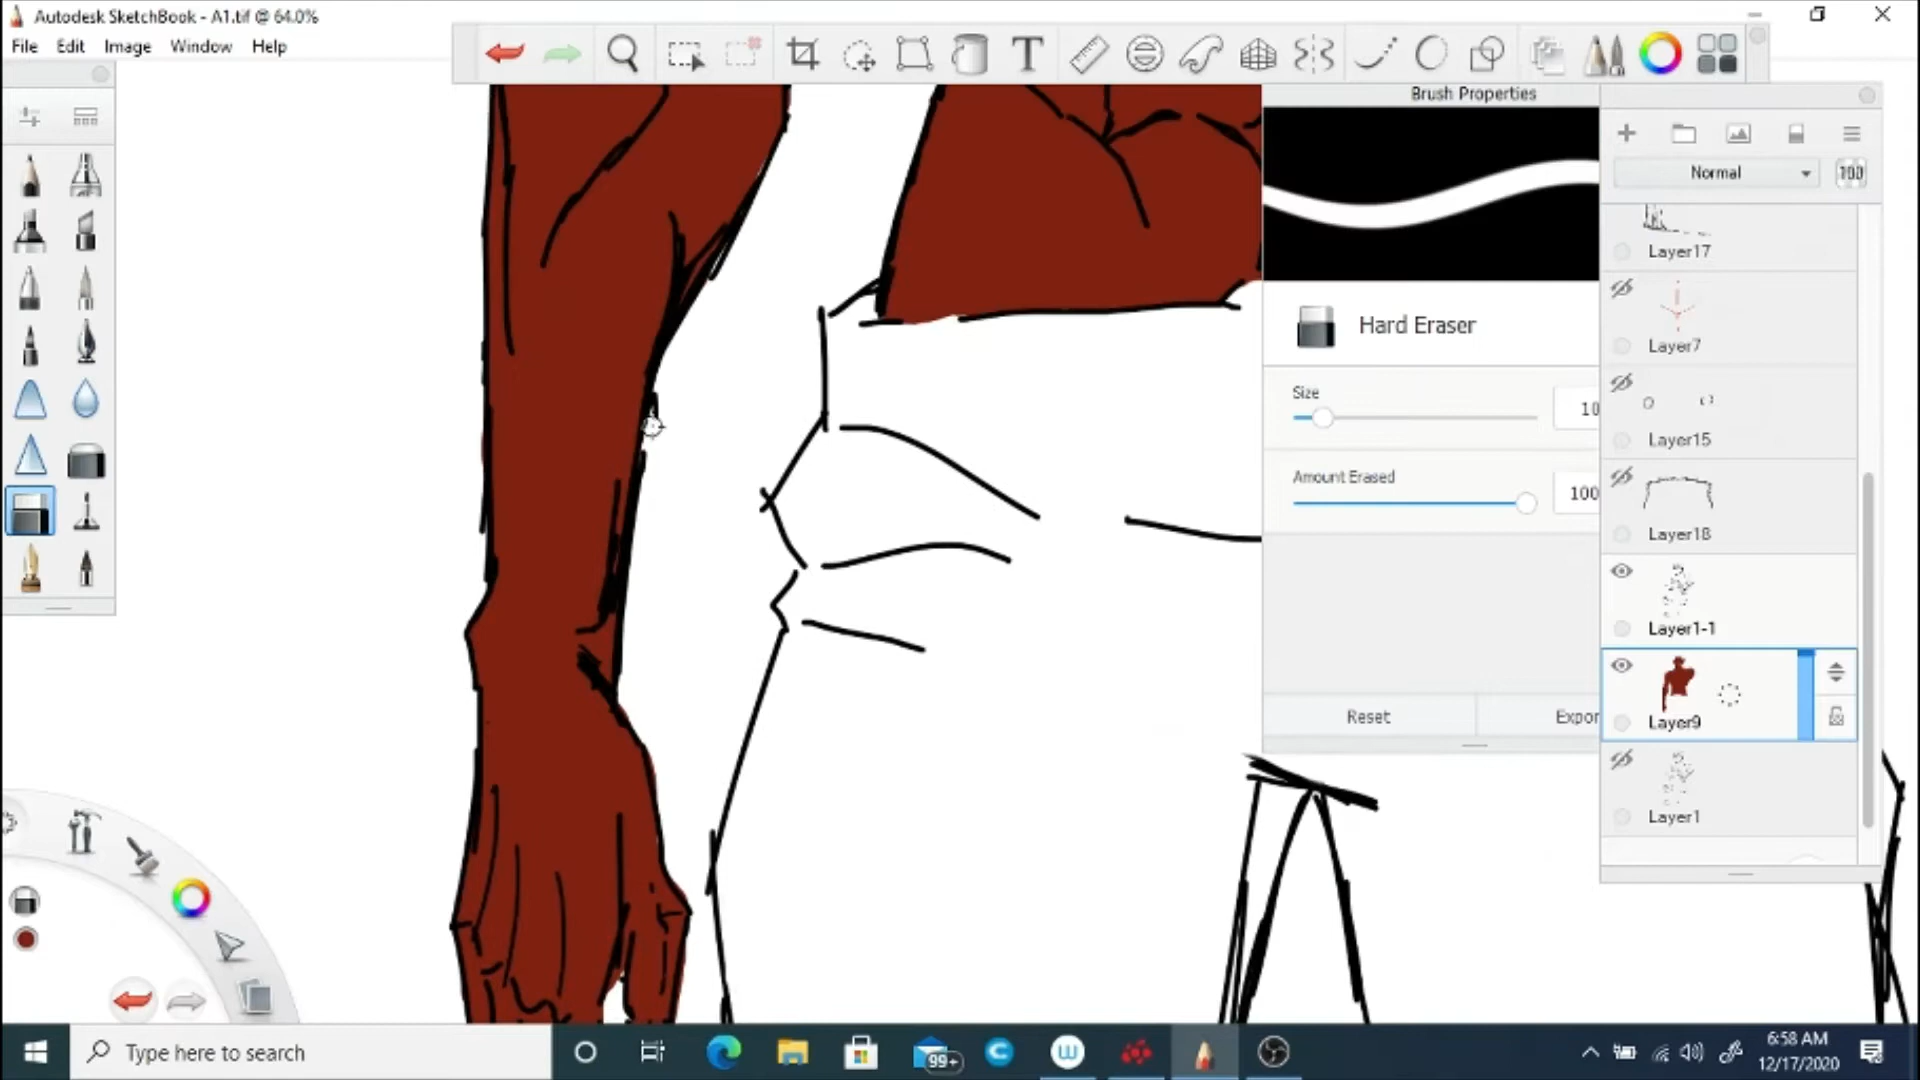 Autodesk SketchBook - A1.tif @ 64.0%
File Edit Image Window Help
Brush Properties
Normal 100
Layer17
Hard Eraser
Layer7
Size
10
Layer15
Amount Erased
100
Layer18
Layer1-1
Reset
Expor
Layer9
Layer1
Type here to search
99+
6:58 AM
12/17/2020